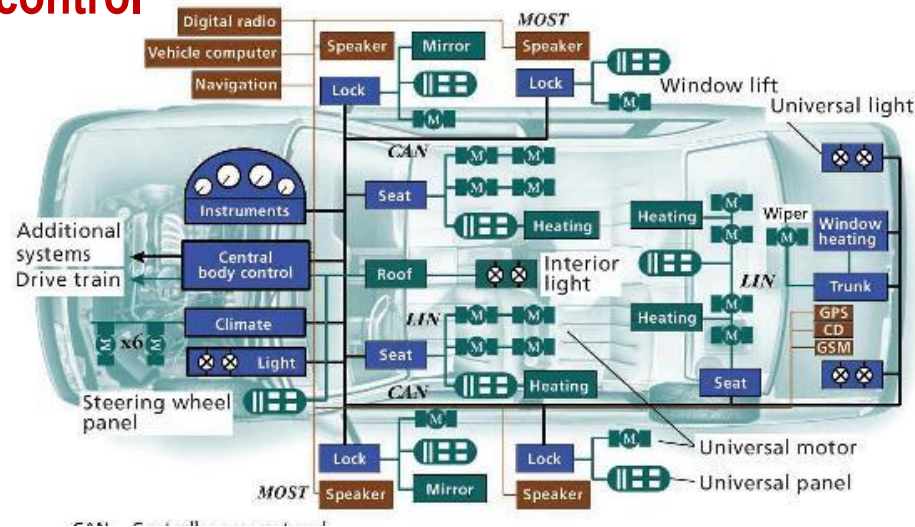 control
Digital radio
MOST
Vehicle computer
Speaker
Mirror
Speaker
Navigation
Lock
Lock
Window lift
M
M
Universal light
CAN
M
M
Seat
M
M
Instruments
Heating
Heating
M
Wiper
M
M
Window
heating
Additional
systems
Drive train
Central
body control
Roof
Interior
light
LIN
Trunk
Climate
LIN
M
M
Heating
M
GPS
CD
GSM
M
x6
M
Light
Seat
M
M
M
CAN
Heating
Seat
Steering wheel
panel
M
Lock
Lock
M
Universal motor
MOST
Speaker
Mirror
Speaker
Universal panel